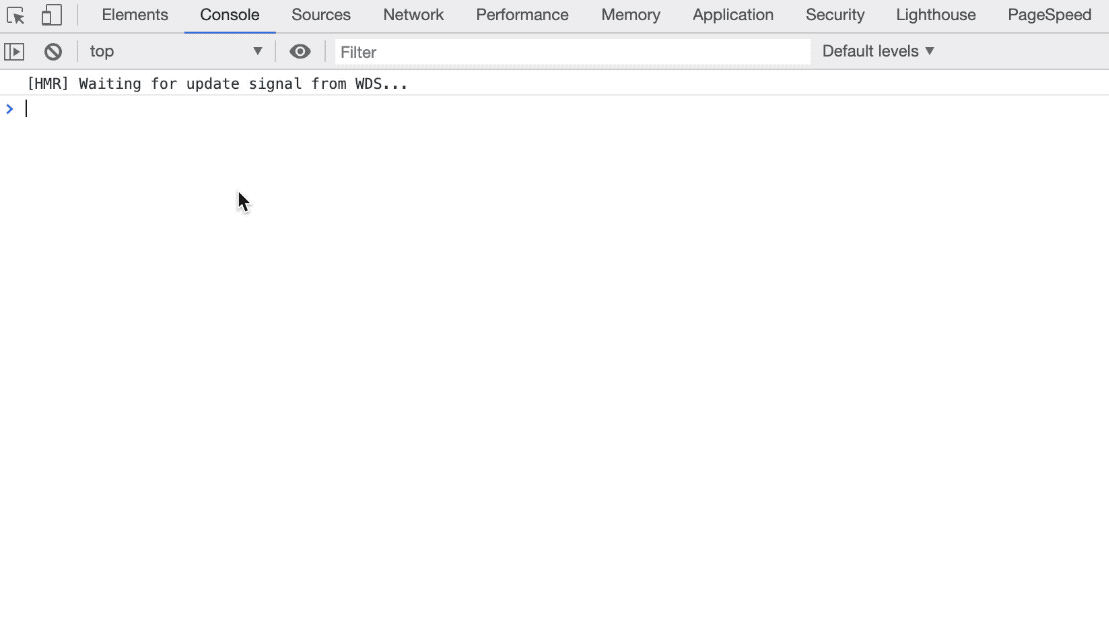 Elements Console Sources Network Performance Memory Application Security Lighthouse PageSpeed
top Filter Default levels
[HMR] Waiting for update signal from WDS...